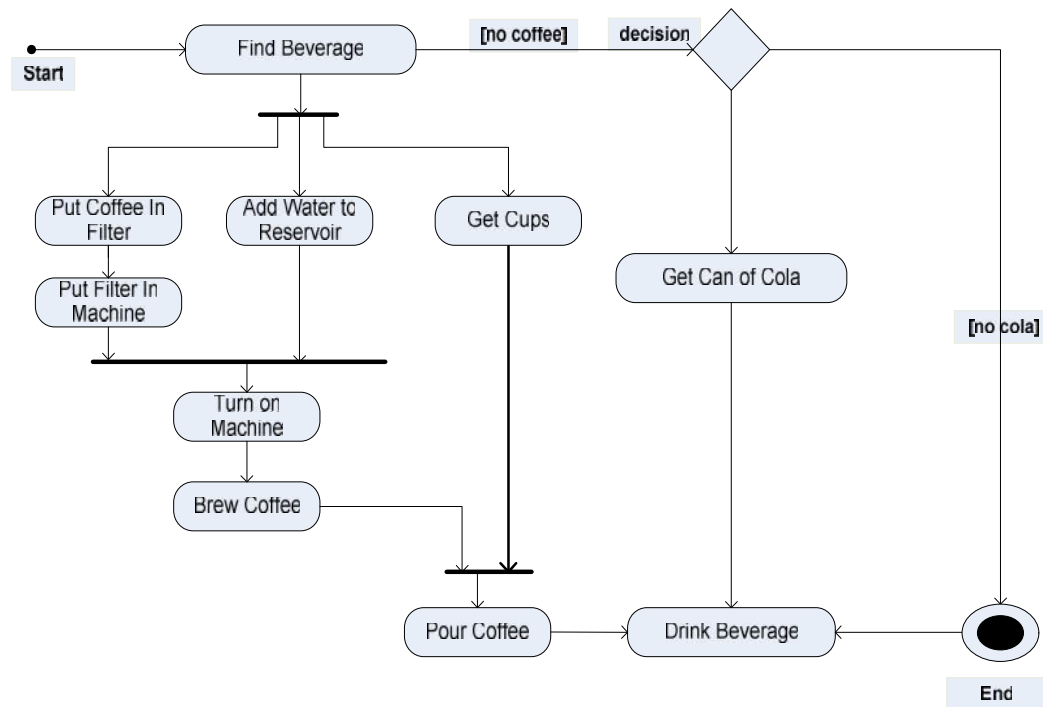 Start
Find Beverage
[no coffee]
decision
Put Coffee In
Filter
Add Water to
Reservoir
Get Cups
Get Can of Cola
Put Filter In
Machine
[no cola]
Turn on
Machine
Brew Coffee
Pour Coffee
Drink Beverage
End